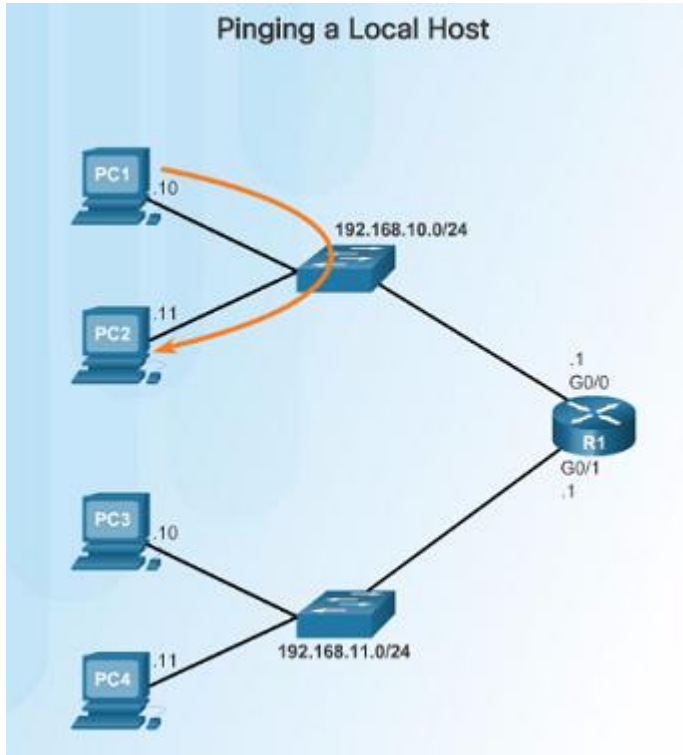 Pinging a Local Host
PC1
.10
192.168.10.0/24
.11
PC2
.1
G0/0
R1
G0/1
.1
PC3
.10
.11
192.168.11.0/24
PC4